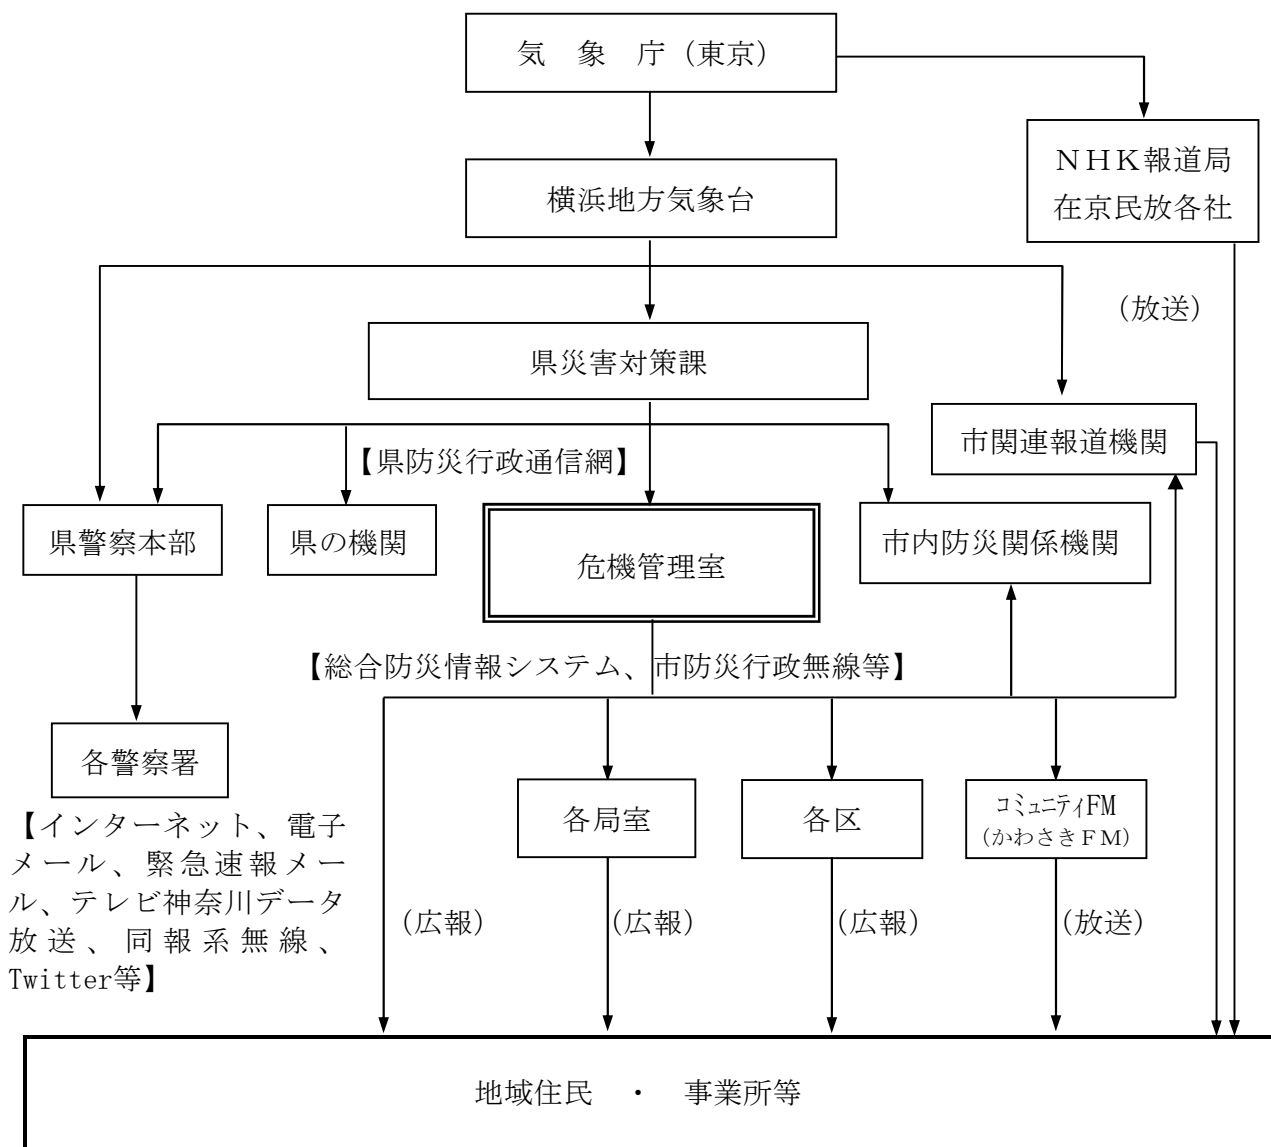 気　象　庁（東京）
ＮＨＫ報道局
在京民放各社
横浜地方気象台
（放送）
県災害対策課
市関連報道機関
【県防災行政通信網】
県警察本部
県の機関
危機管理室
市内防災関係機関
【総合防災情報システム、市防災行政無線等】
各警察署
各局室
各区
コミュニティFM
（かわさきＦＭ）
【インターネット、電子
メール、緊急速報メー
ル、テレビ神奈川データ
放送、同報系無線、
Twitter等】
（広報）
（広報）
（広報）
（放送）
地域住民　・　事業所等